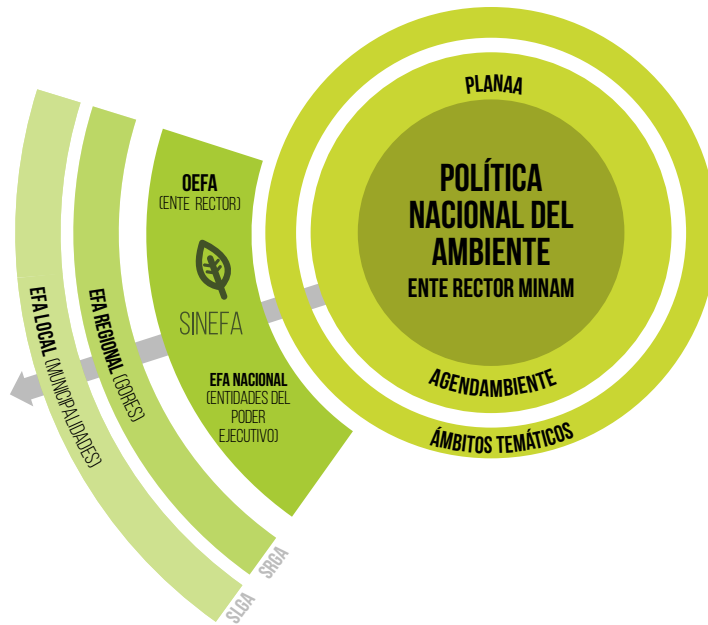 PLANAA
POLÍTICA
NACIONAL DEL
AMBIENTE
ENTE RECTOR MINAM
AGENDAMBIENTE
ÁMBITOS TEMÁTICOS
OEFA
(ENTE RECTOR)
SINEFA
EFA NACIONAL
(ENTIDADES DEL
PODER
EJECUTIVO)
EFA REGIONAL (GORES)
EFA LOCAL (MUNICIPALIDADES)
SRGA
SLGA